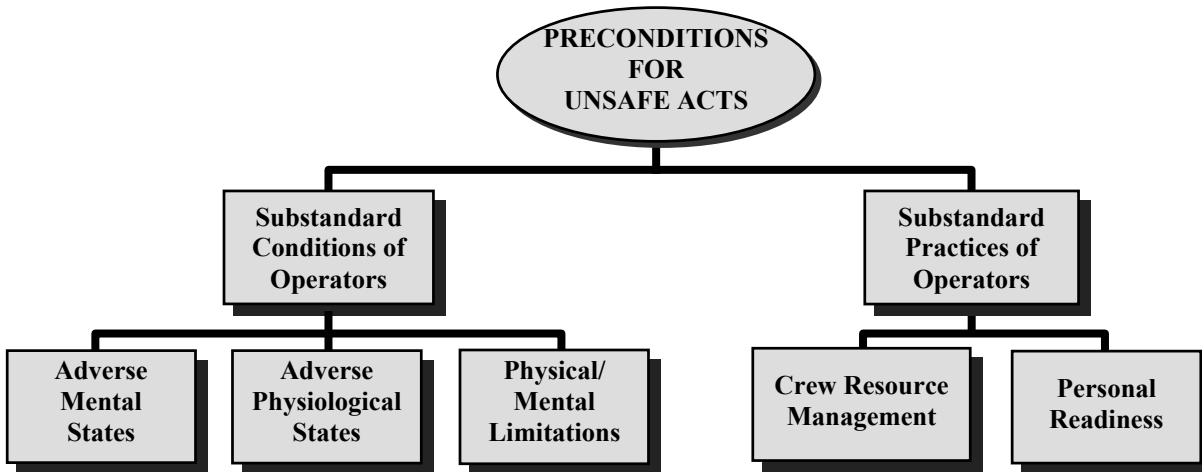 PRECONDITIONS
FOR
UNSAFE ACTS
Substandard
Conditions of
Operators
Substandard
Practices of
Operators
Adverse
Mental
States
Adverse
Physiological
States
Physical/
Mental
Limitations
Crew Resource
Management
Personal
Readiness